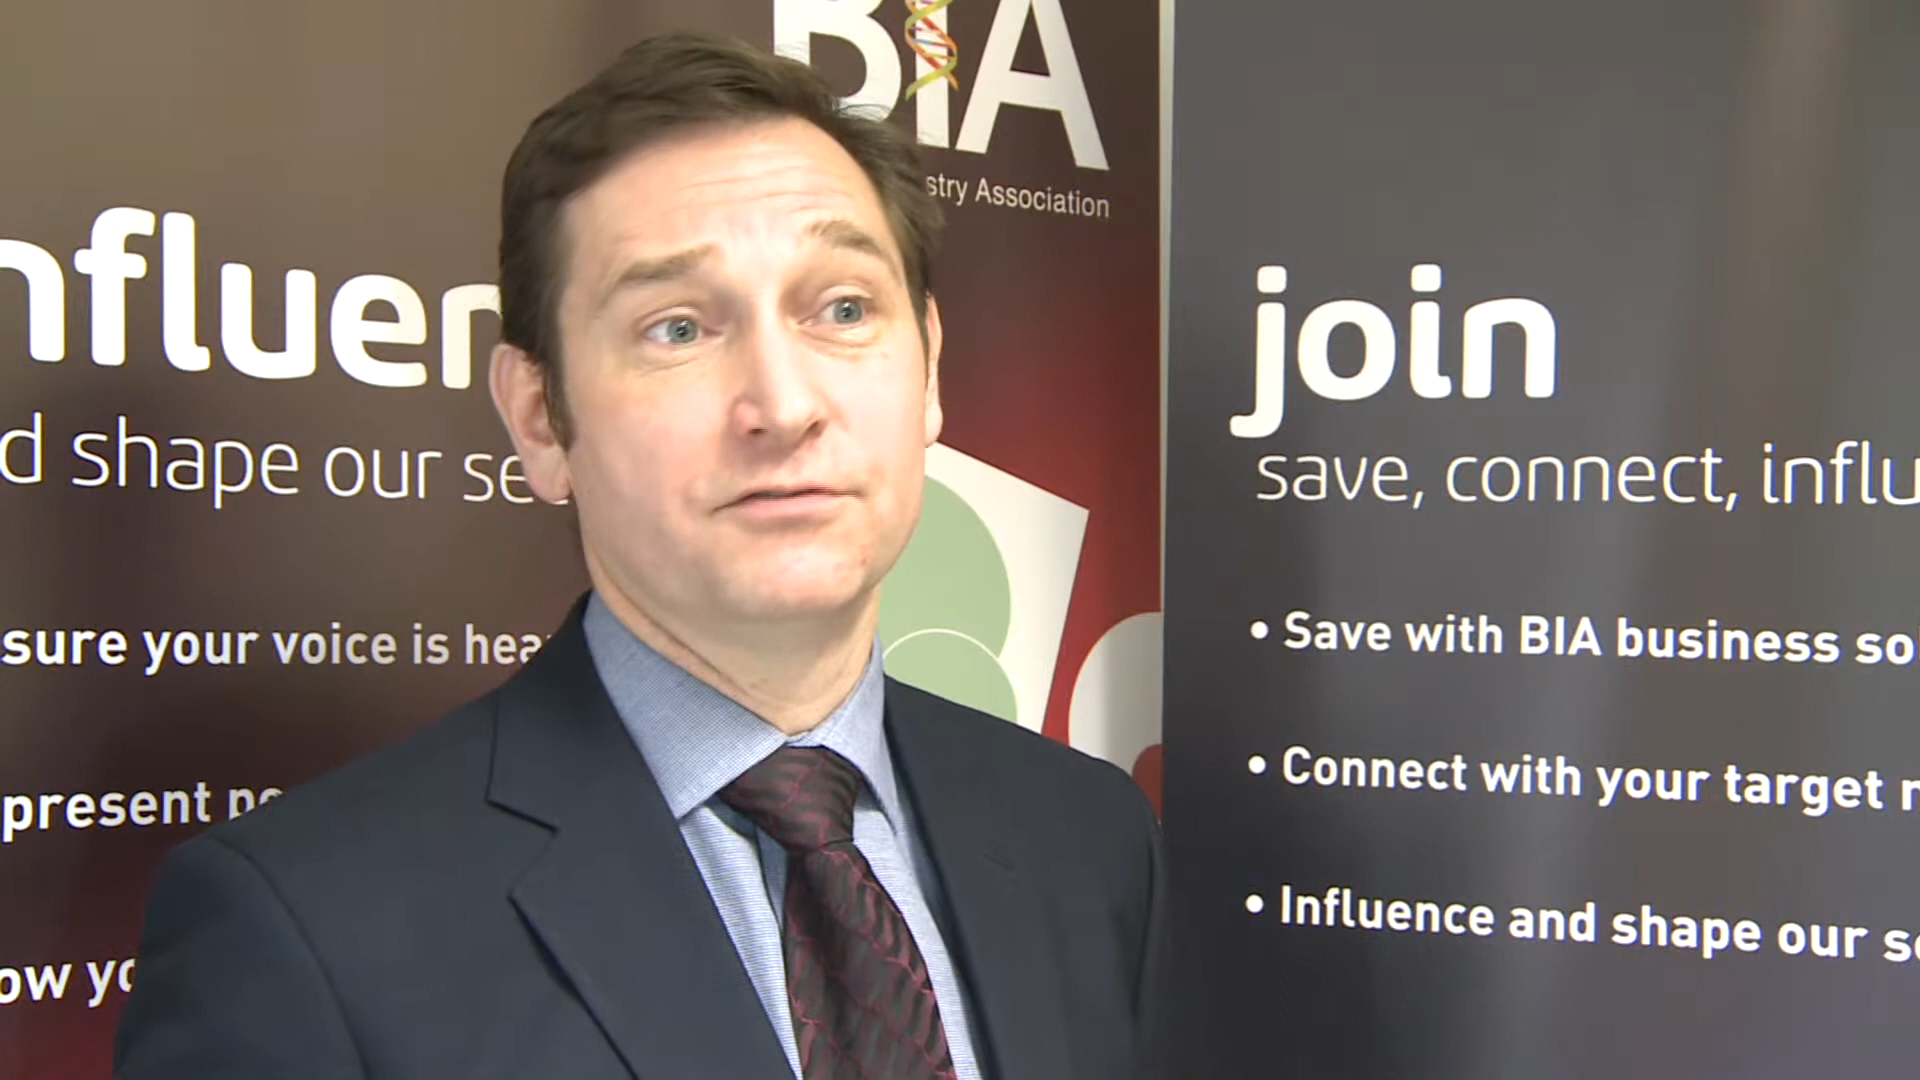 BIA
stry Association
nfluen
d shape our se
sure your voice is hea
present
ow yo
join
save, connect, influ
• Save with BIA business so
• Connect with your target
• Influence and shape our s